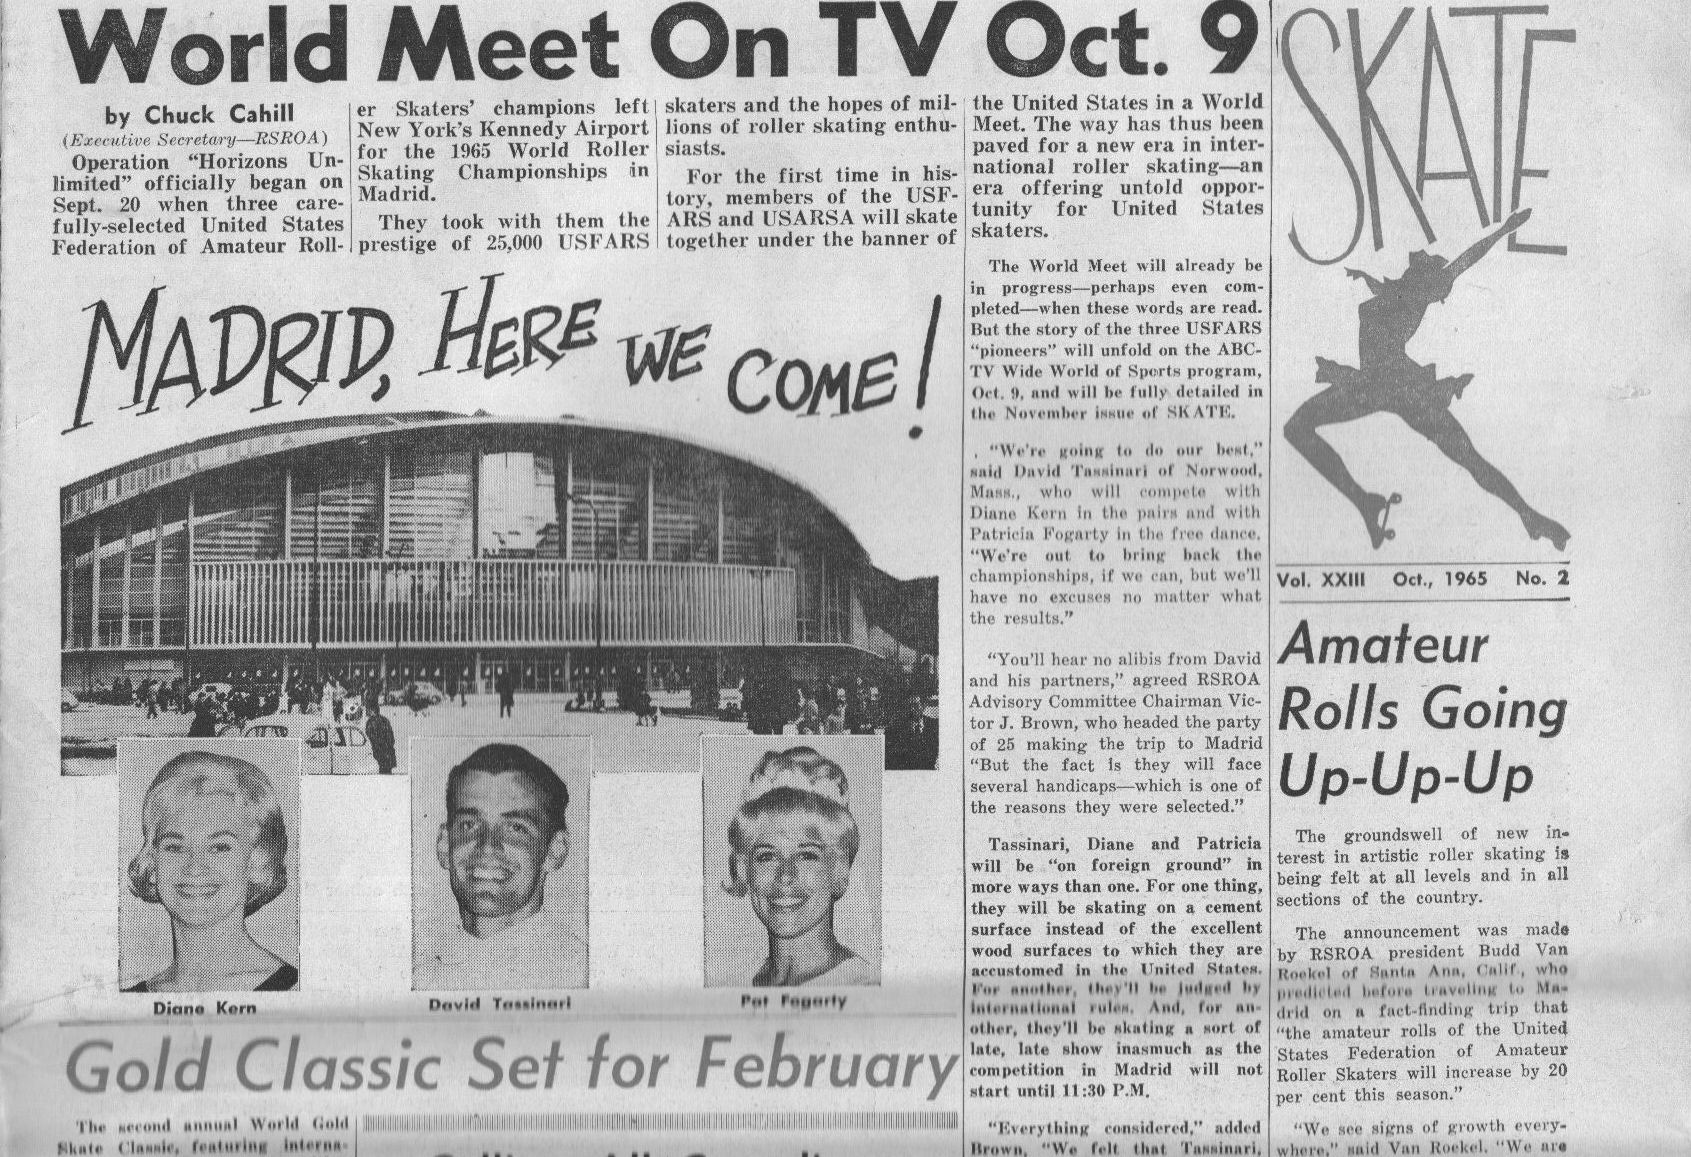 World Meet On TV Oct. 9
by Chuck Cahill
(Executive Secretary—RSROA)
Operation "Horizons Un-
limited" officially began on
Sept. 20 when three care-
fully-selected United States
Federation of Amateur Roll-
er Skaters' champions left
New York's Kennedy Airport
for the 1965 World Roller
Skating Championships in
Madrid.
They took with them the
prestige of 25,000 USFARS
skaters and the hopes of mil-
lions of roller skating enthu-
siasts.
For the first time in his-
tory, members of the USF-
ARS and USARSA will skate
together under the banner of
the United States in a World
Meet. The way has thus been
paved for a new era in inter-
national roller skating—an
era offering untold oppor-
tunity for United States
skaters.
The World Meet will already be
in progress—perhaps even com-
pleted—when these words are read.
But the story of the three USFARS
"pioneers" will unfold on the ABC-
TV Wide World of Sports program,
Oct. 9, and will be fully detailed in
the November issue of SKATE.
"We're going to do our best,"
said David Tassinari of Norwood,
Mass., who will compete with
Diane Kern in the pairs and with
Patricia Fogarty in the free dance.
"We're out to bring back the
championships, if we can, but we'll
have no excuses no matter what
the results."
"You'll hear no alibis from David
and his partners," agreed RSROA
Advisory Committee Chairman Vic-
tor J. Brown, who headed the party
of 25 making the trip to Madrid
"But the fact is they will face
several handicaps—which is one of
the reasons they were selected."
Tassinari, Diane and Patricia
will be "on foreign ground" in
more ways than one. For one thing,
they will be skating on a cement
surface instead of the excellent
wood surfaces to which they are
accustomed in the United States.
For another, they'll be judged by
international rules. And, for an-
other, they'll be skating a sort of
late, late show inasmuch as the
competition in Madrid will not
start until 11:30 P.M.
"Everything considered," added
Brown, "We felt that Tassinari,
MADRID, HERE WE COME!
Diane Kern
David Tassinari
Pat Fogarty
Gold Classic Set for February
The second annual World Gold
Skate Classic, featuring interna-
SKATE
Vol. XXIII Oct., 1965 No. 2
Amateur
Rolls Going
Up-Up-Up
The groundswell of new in-
terest in artistic roller skating is
being felt at all levels and in all
sections of the country.
The announcement was made
by RSROA president Budd Van
Roekel of Santa Ana, Calif., who
predicted before traveling to Ma-
drid on a fact-finding trip that
"the amateur rolls of the United
States Federation of Amateur
Roller Skaters will increase by 20
per cent this season."
"We see signs of growth every-
where," said Van Roekel. "We are